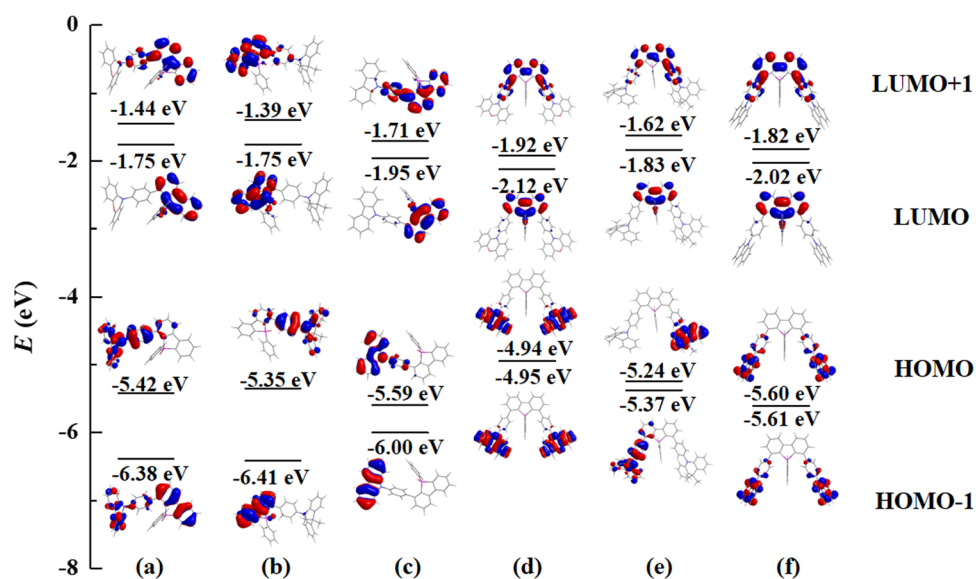 0
-2
-4
-6
-8
E (eV)
-1.44 eV
-1.75 eV
-5.42 eV
-6.38 eV
(a)
-1.39 eV
-1.75 eV
-5.35 eV
-6.41 eV
(b)
-1.71 eV
-1.95 eV
-5.59 eV
-6.00 eV
(c)
-1.92 eV
-2.12 eV
-4.94 eV
-4.95 eV
(d)
-1.62 eV
-1.83 eV
-5.24 eV
-5.37 eV
(e)
-1.82 eV
-2.02 eV
-5.60 eV
-5.61 eV
(f)
LUMO+1
LUMO
HOMO
HOMO-1